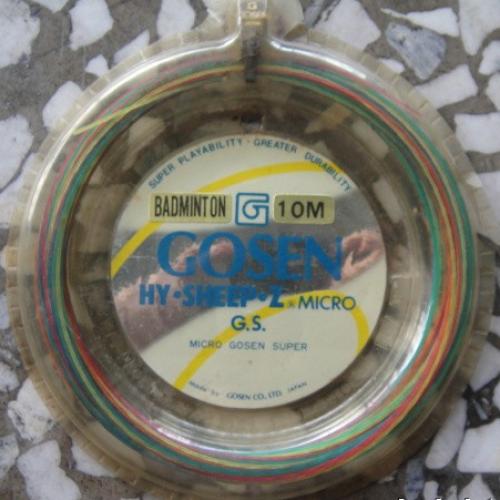 GOSEN
SUPER PLAYABILITY · GREATER DURABILITY
BADMINTON G 10M
GOSEN
HY·SHEEP·Z MICRO
G.S.
MICRO GOSEN SUPER
made by GOSEN CO., LTD. JAPAN